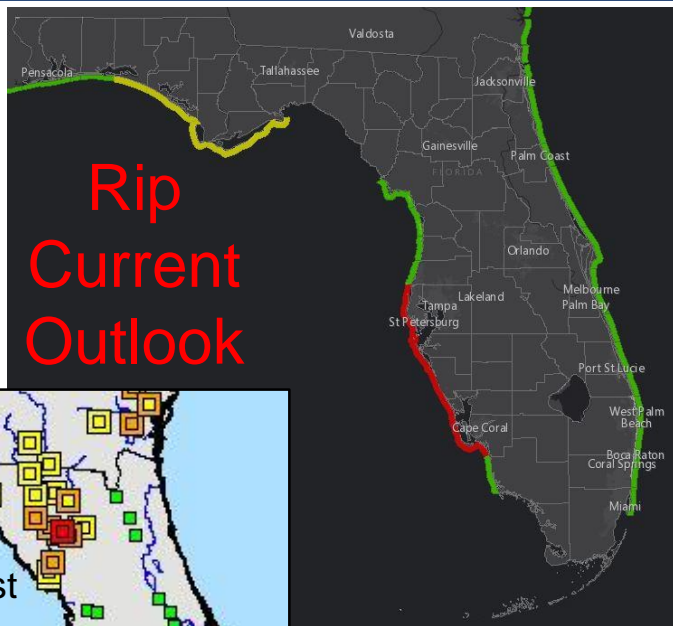 Valdosta
Pensacola
Tallahassee
Jacksonville
Gainesville
Palm Coast
FLORIDA
Rip
Current
Outlook
Orlando
Melbourne
Palm Bay
Lakeland
Tampa
St Petersburg
Port St Lucie
West Palm
Beach
Cape Coral
Boca Raton
Coral Springs
Miami
st